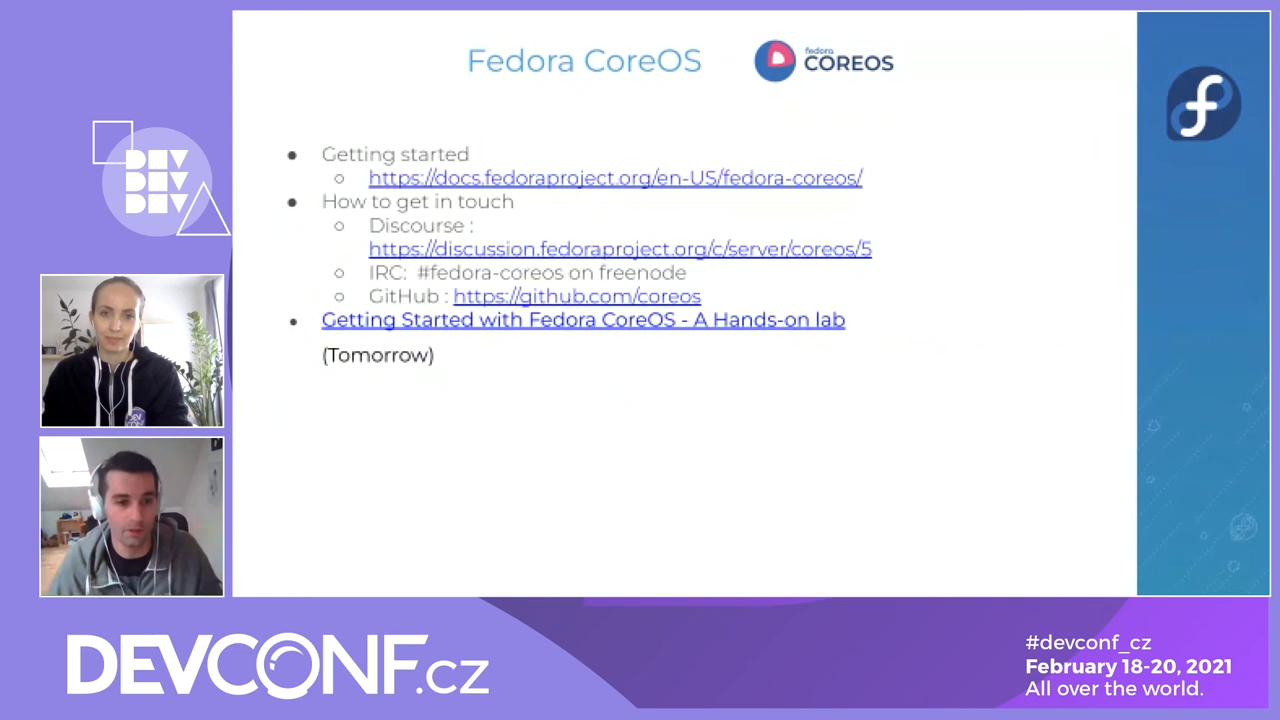 Fedora CoreOS
fedora
COREOS
Getting started
https://docs.fedoraproject.org/en-US/fedora-coreos/
How to get in touch
Discourse :
https://discussion.fedoraproject.org/c/server/coreos/5
IRC: #fedora-coreos on freenode
GitHub : https://github.com/coreos
Getting Started with Fedora CoreOS - A Hands-on lab
(Tomorrow)
DEV
DEV
DEV
DEV
CONF
DEVCONF.cz
#devconf_cz
February 18-20, 2021
All over the world.